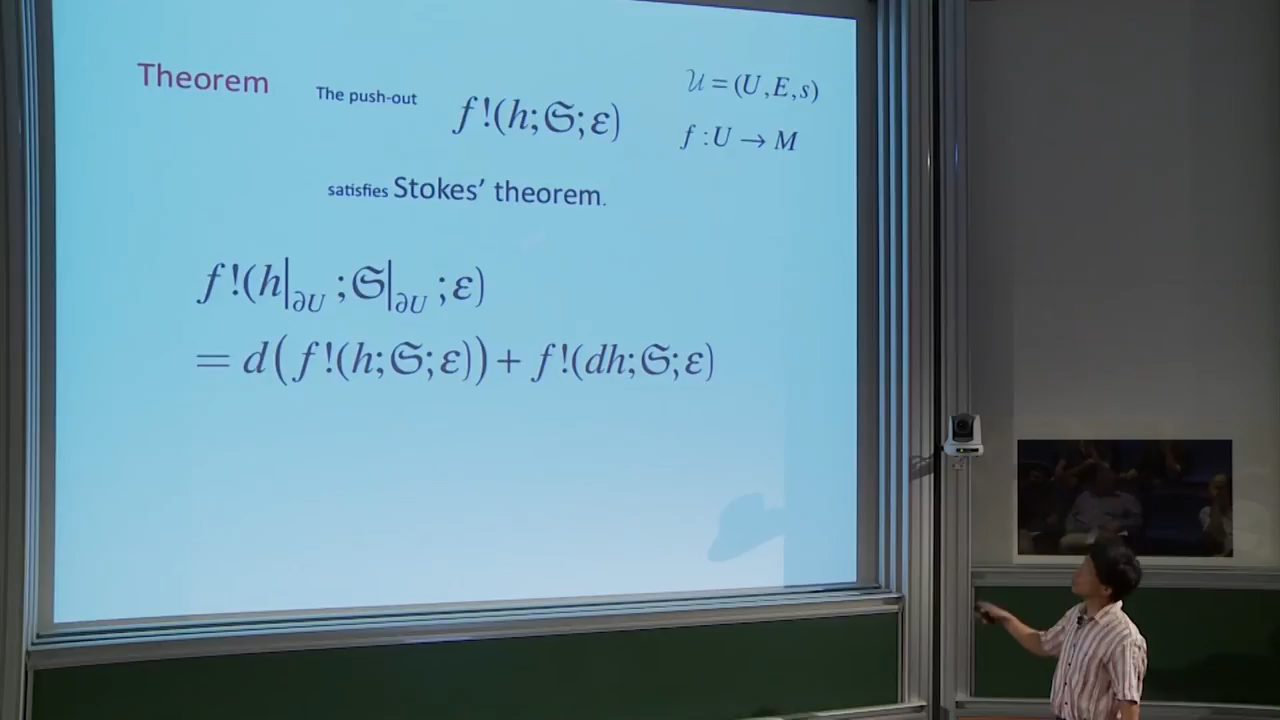 Theorem
The push-out f!(h;𝔖;ε)
𝒰 = (U,E,s)
f : U → M
satisfies Stokes’ theorem.
f!(h|∂U ;𝔖|∂U ;ε)
= d(f!(h;𝔖;ε)) + f!(dh;𝔖;ε)